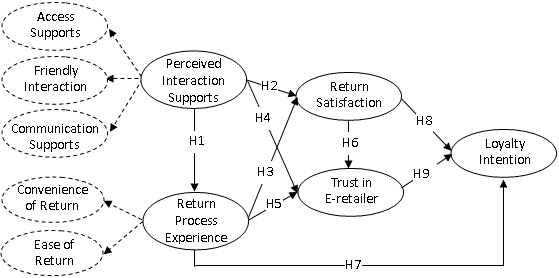 Access
Supports
Friendly
Interaction
Communication
Supports
Perceived
Interaction
Supports
H2
H4
H1
H3
H5
Return
Satisfaction
H6
Trust in
E-retailer
H8
H9
Loyalty
Intention
Convenience
of Return
Ease of
Return
Return
Process
Experience
H7